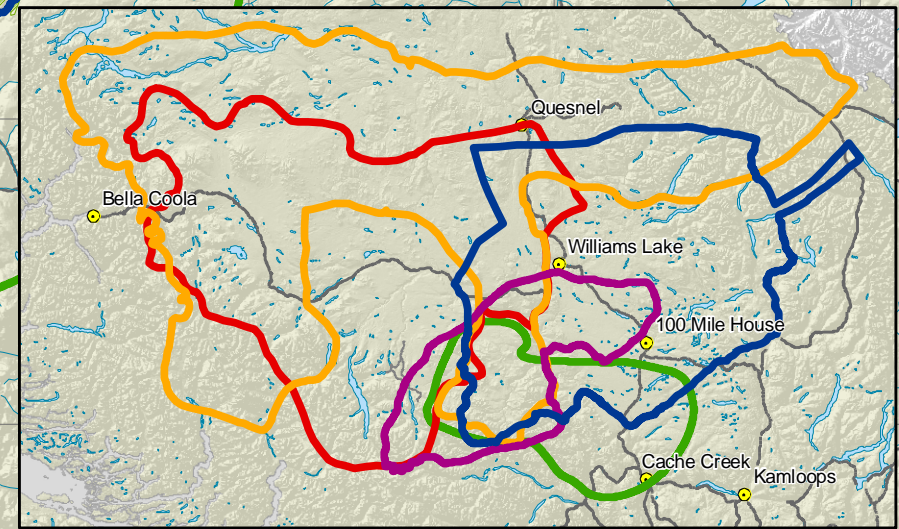 Quesnel
Bella Coola
Williams Lake
100 Mile House
Cache Creek
Kamloops